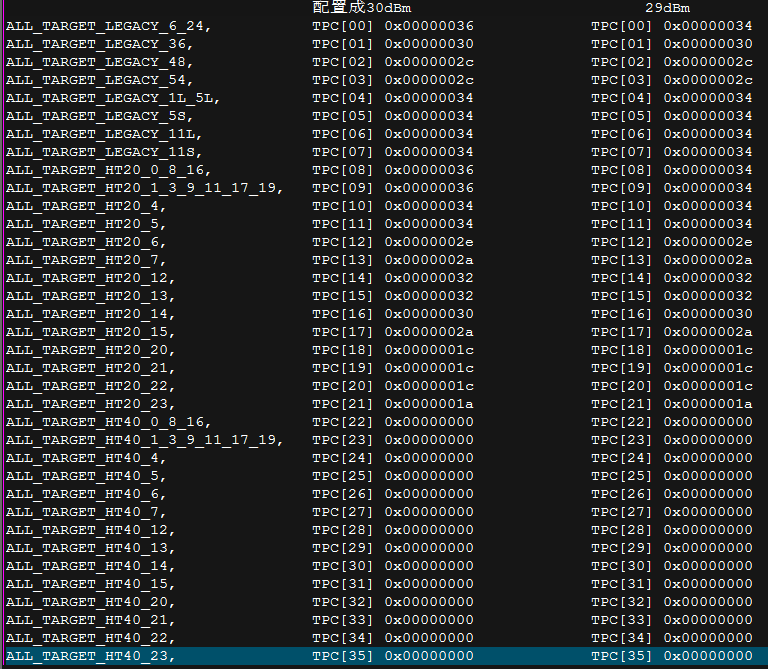 配置成30dBm 29dBm
ALL_TARGET_LEGACY_6_24, TPC[00] 0x00000036 TPC[00] 0x00000034
ALL_TARGET_LEGACY_36, TPC[01] 0x00000030 TPC[01] 0x00000030
ALL_TARGET_LEGACY_48, TPC[02] 0x0000002c TPC[02] 0x0000002c
ALL_TARGET_LEGACY_54, TPC[03] 0x0000002c TPC[03] 0x0000002c
ALL_TARGET_LEGACY_1L_5L, TPC[04] 0x00000034 TPC[04] 0x00000034
ALL_TARGET_LEGACY_5S, TPC[05] 0x00000034 TPC[05] 0x00000034
ALL_TARGET_LEGACY_11L, TPC[06] 0x00000034 TPC[06] 0x00000034
ALL_TARGET_LEGACY_11S, TPC[07] 0x00000034 TPC[07] 0x00000034
ALL_TARGET_HT20_0_8_16, TPC[08] 0x00000036 TPC[08] 0x00000034
ALL_TARGET_HT20_1_3_9_11_17_19, TPC[09] 0x00000036 TPC[09] 0x00000034
ALL_TARGET_HT20_4, TPC[10] 0x00000034 TPC[10] 0x00000034
ALL_TARGET_HT20_5, TPC[11] 0x00000034 TPC[11] 0x00000034
ALL_TARGET_HT20_6, TPC[12] 0x0000002e TPC[12] 0x0000002e
ALL_TARGET_HT20_7, TPC[13] 0x0000002a TPC[13] 0x0000002a
ALL_TARGET_HT20_12, TPC[14] 0x00000032 TPC[14] 0x00000032
ALL_TARGET_HT20_13, TPC[15] 0x00000032 TPC[15] 0x00000032
ALL_TARGET_HT20_14, TPC[16] 0x00000030 TPC[16] 0x00000030
ALL_TARGET_HT20_15, TPC[17] 0x0000002a TPC[17] 0x0000002a
ALL_TARGET_HT20_20, TPC[18] 0x0000001c TPC[18] 0x0000001c
ALL_TARGET_HT20_21, TPC[19] 0x0000001c TPC[19] 0x0000001c
ALL_TARGET_HT20_22, TPC[20] 0x0000001c TPC[20] 0x0000001c
ALL_TARGET_HT20_23, TPC[21] 0x0000001a TPC[21] 0x0000001a
ALL_TARGET_HT40_0_8_16, TPC[22] 0x00000000 TPC[22] 0x00000000
ALL_TARGET_HT40_1_3_9_11_17_19, TPC[23] 0x00000000 TPC[23] 0x00000000
ALL_TARGET_HT40_4, TPC[24] 0x00000000 TPC[24] 0x00000000
ALL_TARGET_HT40_5, TPC[25] 0x00000000 TPC[25] 0x00000000
ALL_TARGET_HT40_6, TPC[26] 0x00000000 TPC[26] 0x00000000
ALL_TARGET_HT40_7, TPC[27] 0x00000000 TPC[27] 0x00000000
ALL_TARGET_HT40_12, TPC[28] 0x00000000 TPC[28] 0x00000000
ALL_TARGET_HT40_13, TPC[29] 0x00000000 TPC[29] 0x00000000
ALL_TARGET_HT40_14, TPC[30] 0x00000000 TPC[30] 0x00000000
ALL_TARGET_HT40_15, TPC[31] 0x00000000 TPC[31] 0x00000000
ALL_TARGET_HT40_20, TPC[32] 0x00000000 TPC[32] 0x00000000
ALL_TARGET_HT40_21, TPC[33] 0x00000000 TPC[33] 0x00000000
ALL_TARGET_HT40_22, TPC[34] 0x00000000 TPC[34] 0x00000000
ALL_TARGET_HT40_23, TPC[35] 0x00000000 TPC[35] 0x00000000